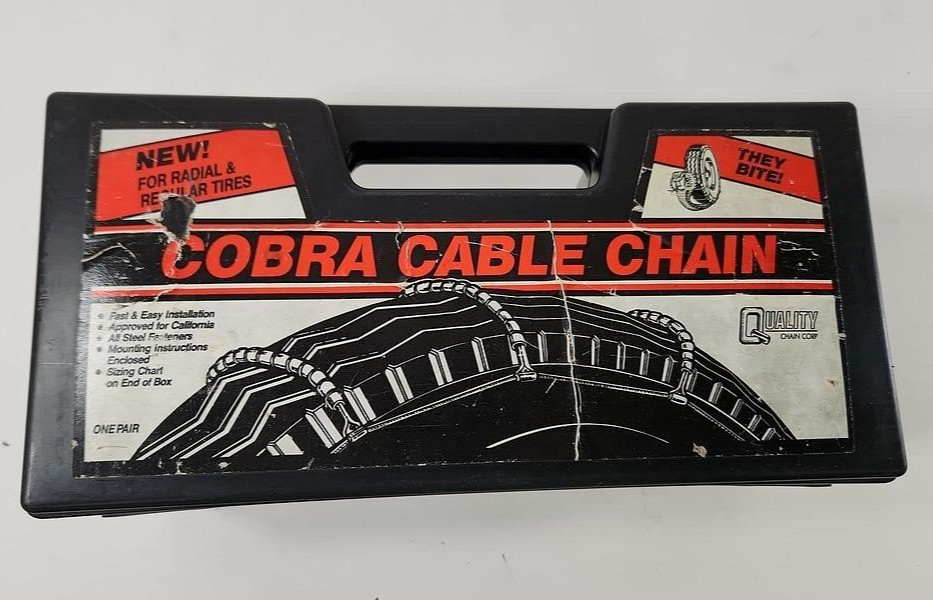 NEW!
FOR RADIAL &
REGULAR TIRES
THEY
BITE!
COBRA CABLE CHAIN
• Fast & Easy Installation
• Approved for California
• All Steel Fasteners
• Mounting Instructions
Enclosed
• Sizing Chart
on End of Box
ONE PAIR
QUALITY
CHAIN CORP